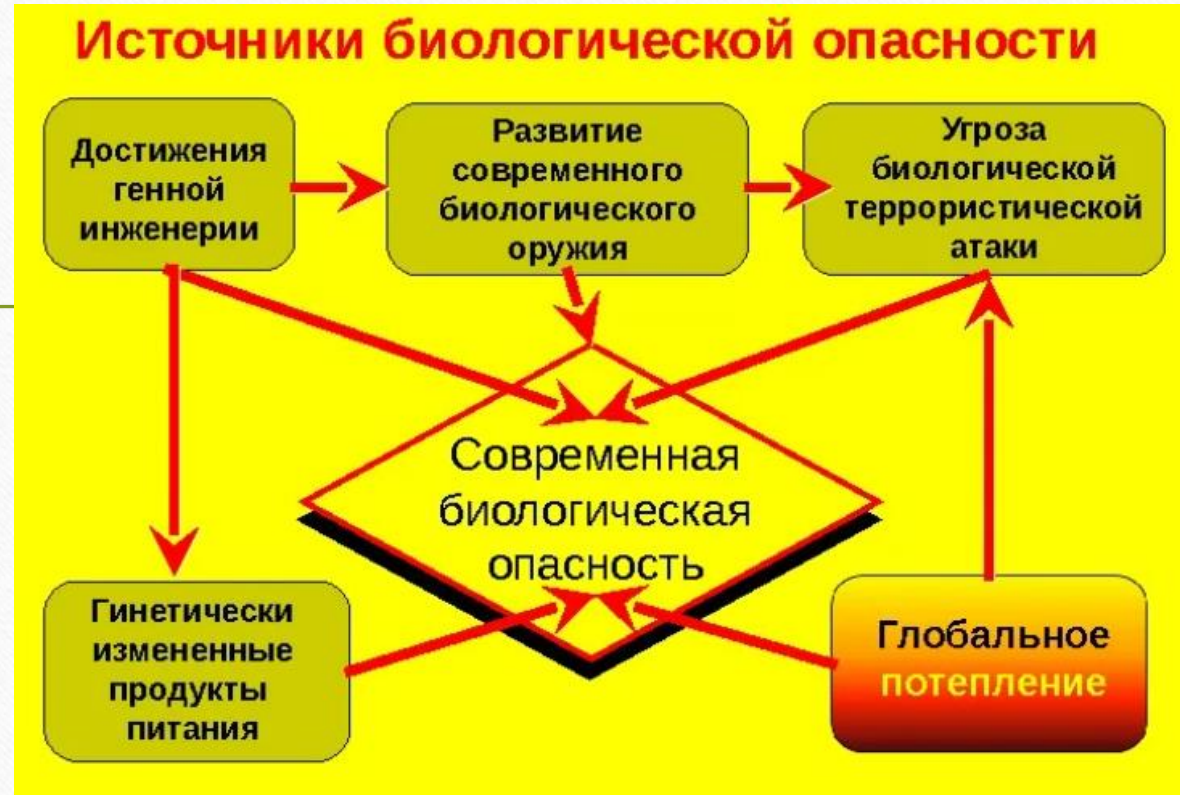 Источники биологической опасности
Достижения
генной
инженерии
Развитие
современного
биологического
оружия
Угроза
биологической
террористической
атаки
Современная
биологическая
опасность
Гинетически
измененные
продукты
питания
Глобальное
потепление